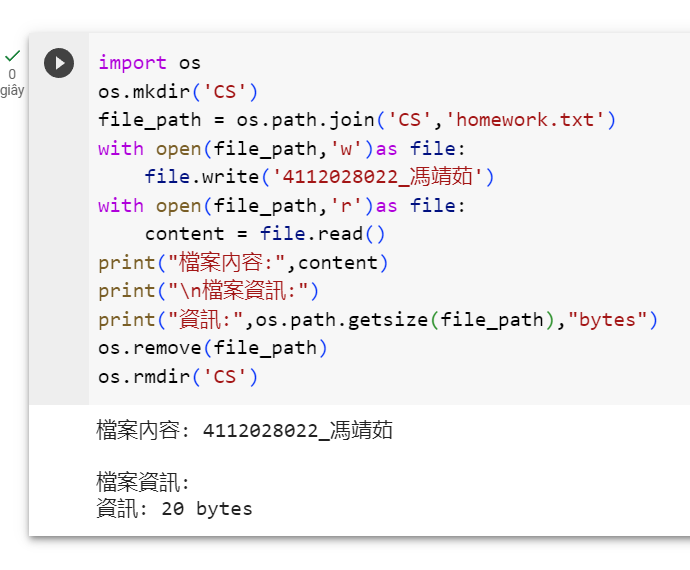 0
giây
import os
os.mkdir('CS')
file_path = os.path.join('CS','homework.txt')
with open(file_path,'w')as file:
    file.write('4112028022_馮靖茹')
with open(file_path,'r')as file:
    content = file.read()
print("檔案內容:",content)
print("\n檔案資訊:")
print("資訊:",os.path.getsize(file_path),"bytes")
os.remove(file_path)
os.rmdir('CS')
檔案內容: 4112028022_馮靖茹
檔案資訊:
資訊: 20 bytes